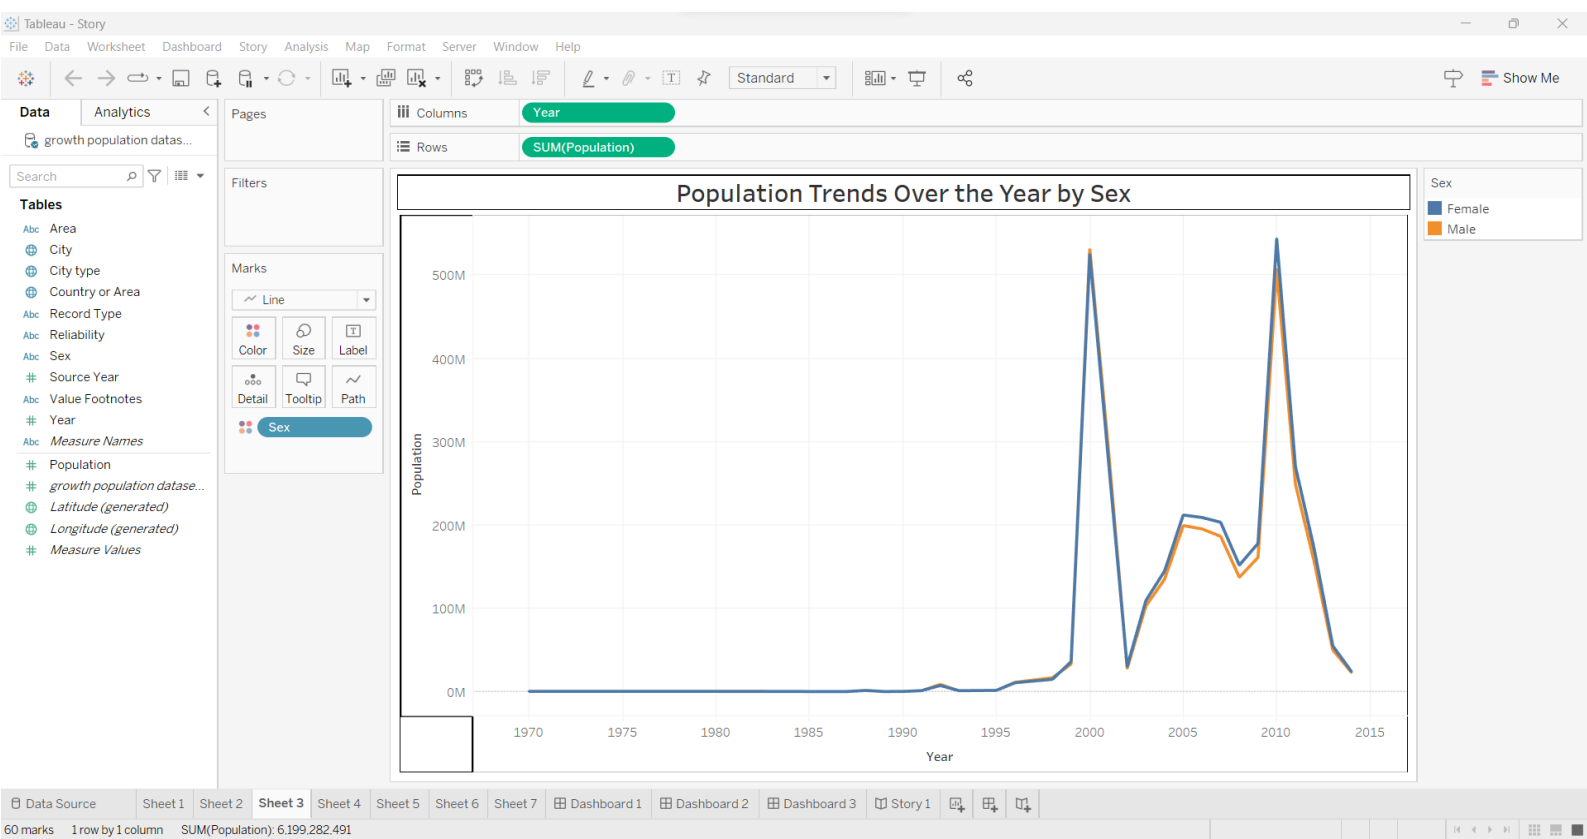 Tableau - Story
File Data Worksheet Dashboard Story Analysis Map Format Server Window Help
Standard
Show Me
Data Analytics
growth population datas...
Search
Tables
Abc Area
City
City type
Country or Area
Abc Record Type
Abc Reliability
Abc Sex
# Source Year
Abc Value Footnotes
# Year
Abc Measure Names
# Population
# growth population datase...
Latitude (generated)
Longitude (generated)
# Measure Values
Pages
Filters
Marks
Line
Color Size Label
Detail Tooltip Path
Sex
Columns Year
Rows SUM(Population)
Population Trends Over the Year by Sex
500M
400M
300M
200M
100M
0M
Population
1970 1975 1980 1985 1990 1995 2000 2005 2010 2015
Year
Sex
Female
Male
Data Source Sheet 1 Sheet 2 Sheet 3 Sheet 4 Sheet 5 Sheet 6 Sheet 7 Dashboard 1 Dashboard 2 Dashboard 3 Story 1
60 marks 1 row by 1 column SUM(Population): 6,199,282,491